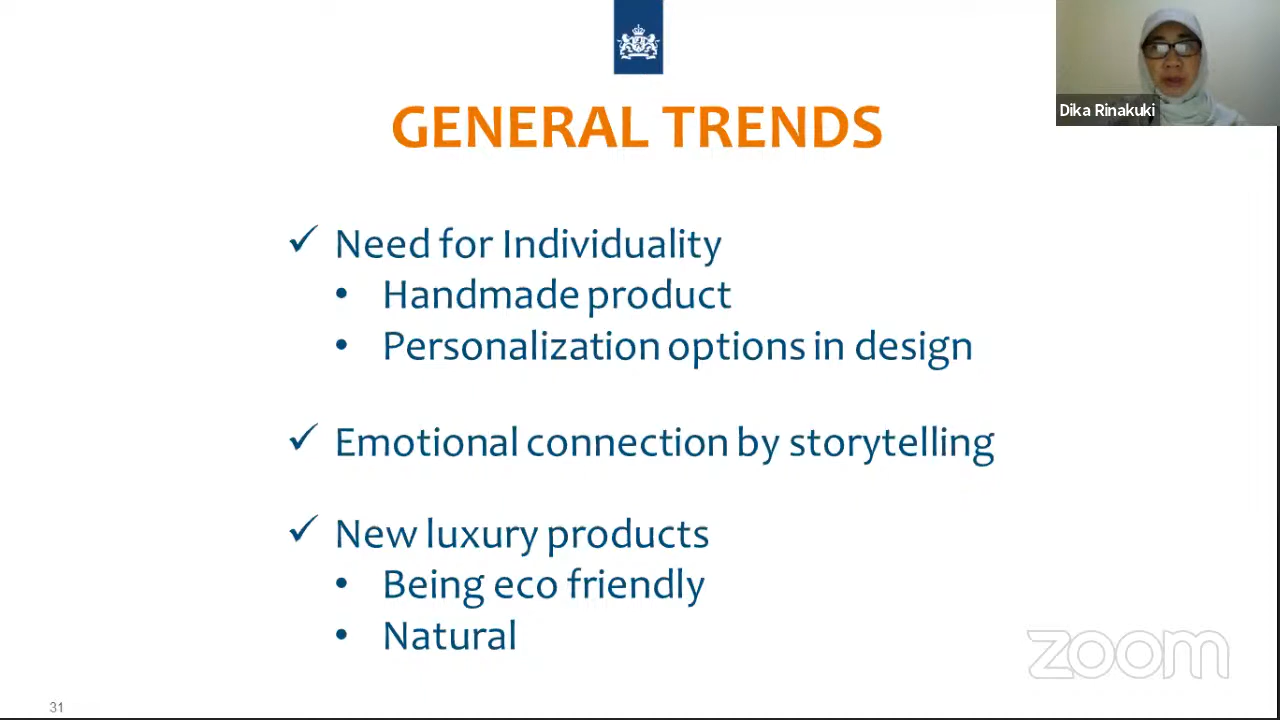 GENERAL TRENDS
Dika Rinakuki
✓ Need for Individuality
• Handmade product
• Personalization options in design
✓ Emotional connection by storytelling
✓ New luxury products
• Being eco friendly
• Natural
zoom
31